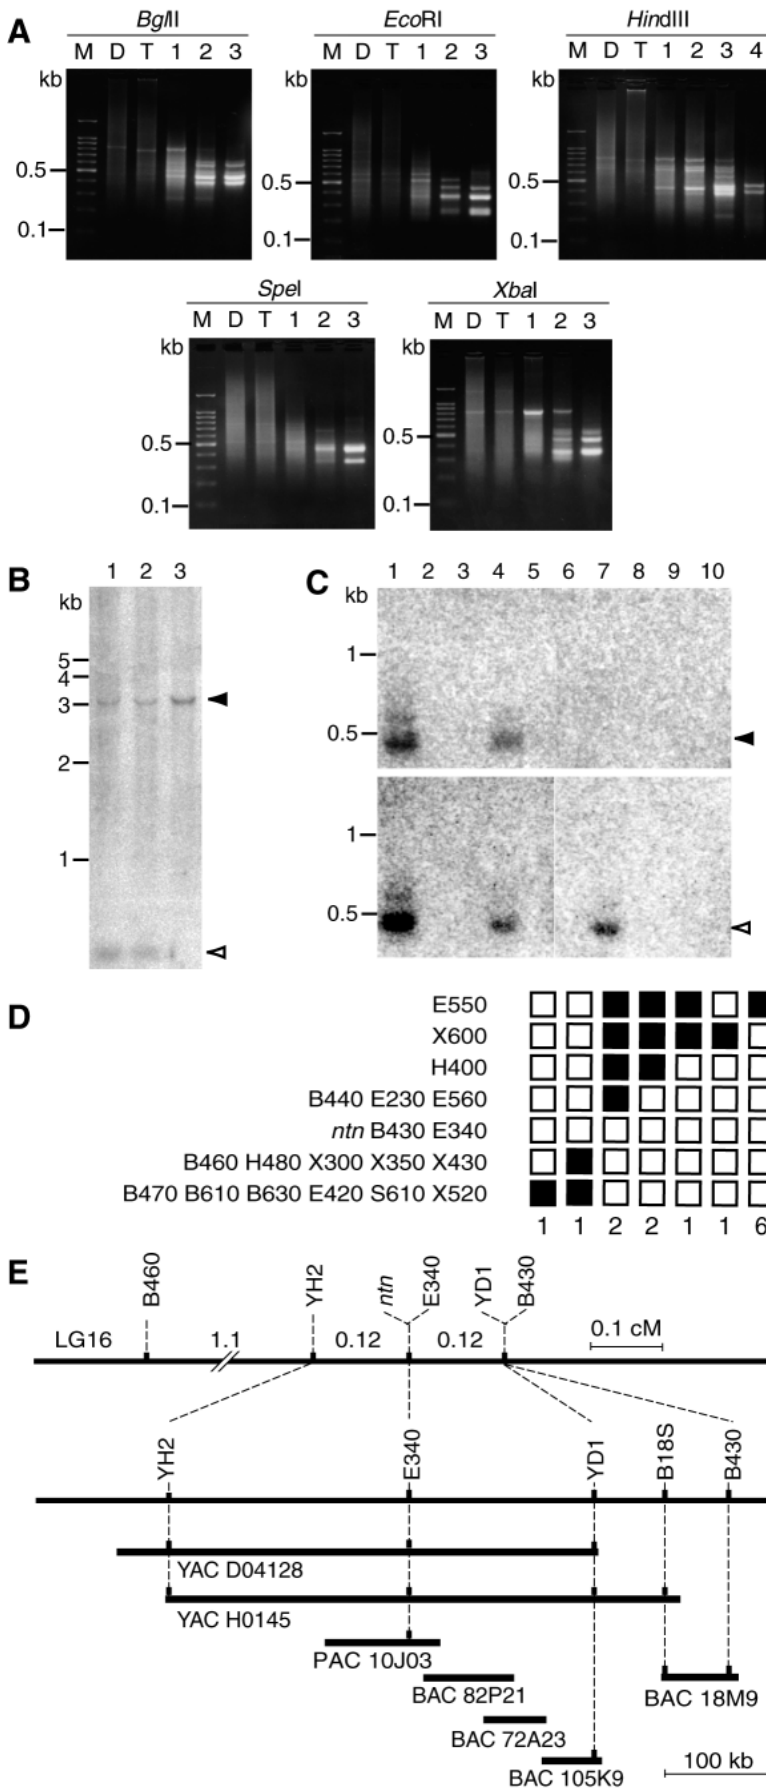 A
BglII
EcoRI
HindIII
M D T 1 2 3
M D T 1 2 3
M D T 1 2 3 4
kb
kb
kb
0.5
0.5
0.5
0.1
0.1
0.1
SpeI
XbaI
M D T 1 2 3
M D T 1 2 3
kb
kb
0.5
0.5
0.1
0.1
B
1 2 3
kb
5
4
3
2
1
C
1 2 3 4 5 6 7 8 9 10
kb
1
0.5
1
0.5
D
E550
X600
H400
B440 E230 E560
ntn B430 E340
B460 H480 X300 X350 X430
B470 B610 B630 E420 S610 X520
1 1 2 2 1 1 6
E
B460
YH2
ntn
E340
YD1
B430
LG16
1.1
0.12
0.12
0.1 cM
YH2
E340
YD1
B18S
B430
YAC D04128
YAC H0145
PAC 10J03
BAC 82P21
BAC 18M9
BAC 72A23
BAC 105K9
100 kb